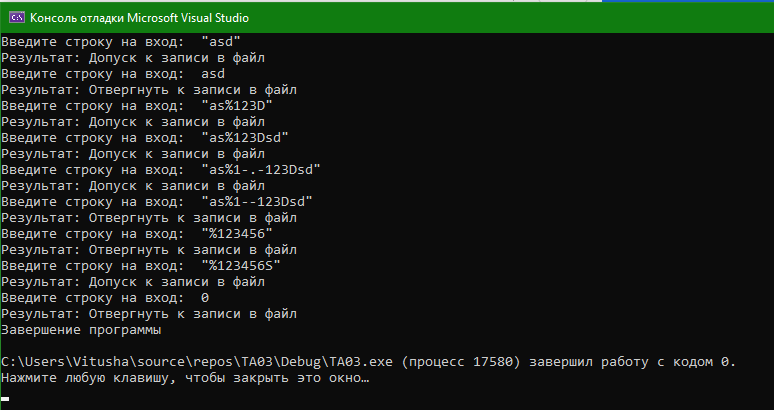 Консоль отладки Microsoft Visual Studio
Введите строку на вход:  "asd"
Результат: Допуск к записи в файл
Введите строку на вход:  asd
Результат: Отвергнуть к записи в файл
Введите строку на вход:  "as%123D"
Результат: Допуск к записи в файл
Введите строку на вход:  "as%123Dsd"
Результат: Допуск к записи в файл
Введите строку на вход:  "as%1-.-123Dsd"
Результат: Допуск к записи в файл
Введите строку на вход:  "as%1--123Dsd"
Результат: Отвергнуть к записи в файл
Введите строку на вход:  "%123456"
Результат: Отвергнуть к записи в файл
Введите строку на вход:  "%123456S"
Результат: Допуск к записи в файл
Введите строку на вход:  0
Результат: Отвергнуть к записи в файл
Завершение программы
C:\Users\Vitusha\source\repos\TA03\Debug\TA03.exe (процесс 17580) завершил работу с кодом 0.
Нажмите любую клавишу, чтобы закрыть это окно…